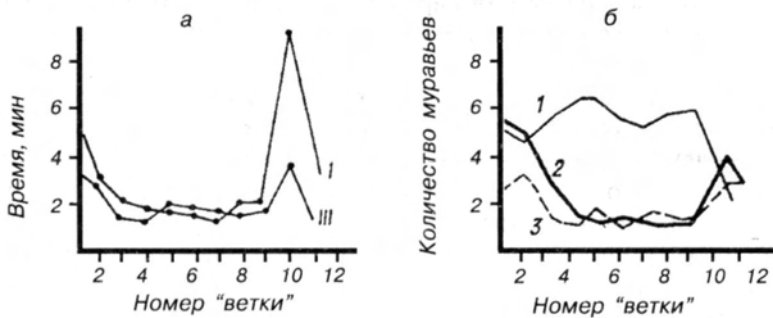 а
Время, мин
8
6
4
2
I
III
2 4 6 8 10 12
Номер "ветки"
б
Количество муравьев
8
6
4
2
1
2
3
2 4 6 8 10 12
Номер "ветки"